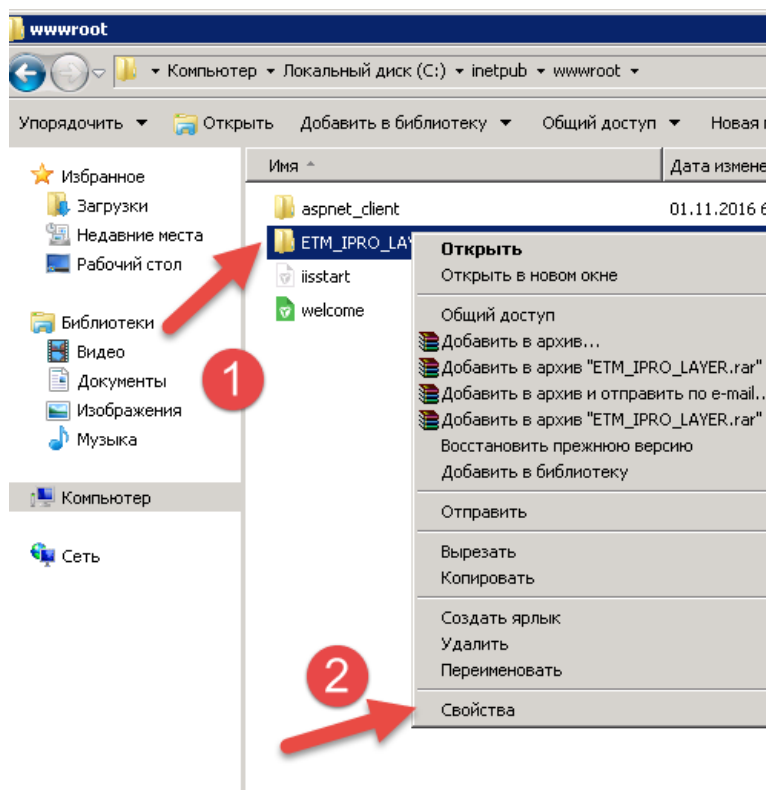 wwwroot
Компьютер Локальный диск (C:) inetpub wwwroot
Упорядочить Открыть Добавить в библиотеку Общий доступ Новая
Имя Дата измене
Избранное
Загрузки
Недавние места
Рабочий стол
Библиотеки
Видео
Документы
Изображения
Музыка
Компьютер
Сеть
aspnet_client 01.11.2016 6
ETM_IPRO_LAY
iisstart
welcome
1
Открыть
Открыть в новом окне
Общий доступ
Добавить в архив...
Добавить в архив "ETM_IPRO_LAYER.rar"
Добавить в архив и отправить по e-mail..
Добавить в архив "ETM_IPRO_LAYER.rar"
Восстановить прежнюю версию
Добавить в библиотеку
Отправить
Вырезать
Копировать
Создать ярлык
Удалить
Переименовать
2
Свойства